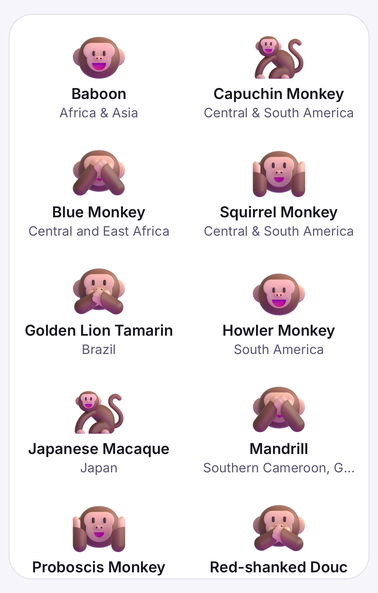 Baboon
Africa & Asia
Capuchin Monkey
Central & South America
Blue Monkey
Central and East Africa
Squirrel Monkey
Central & South America
Golden Lion Tamarin
Brazil
Howler Monkey
South America
Japanese Macaque
Japan
Mandrill
Southern Cameroon, G...
Proboscis Monkey
Red-shanked Douc